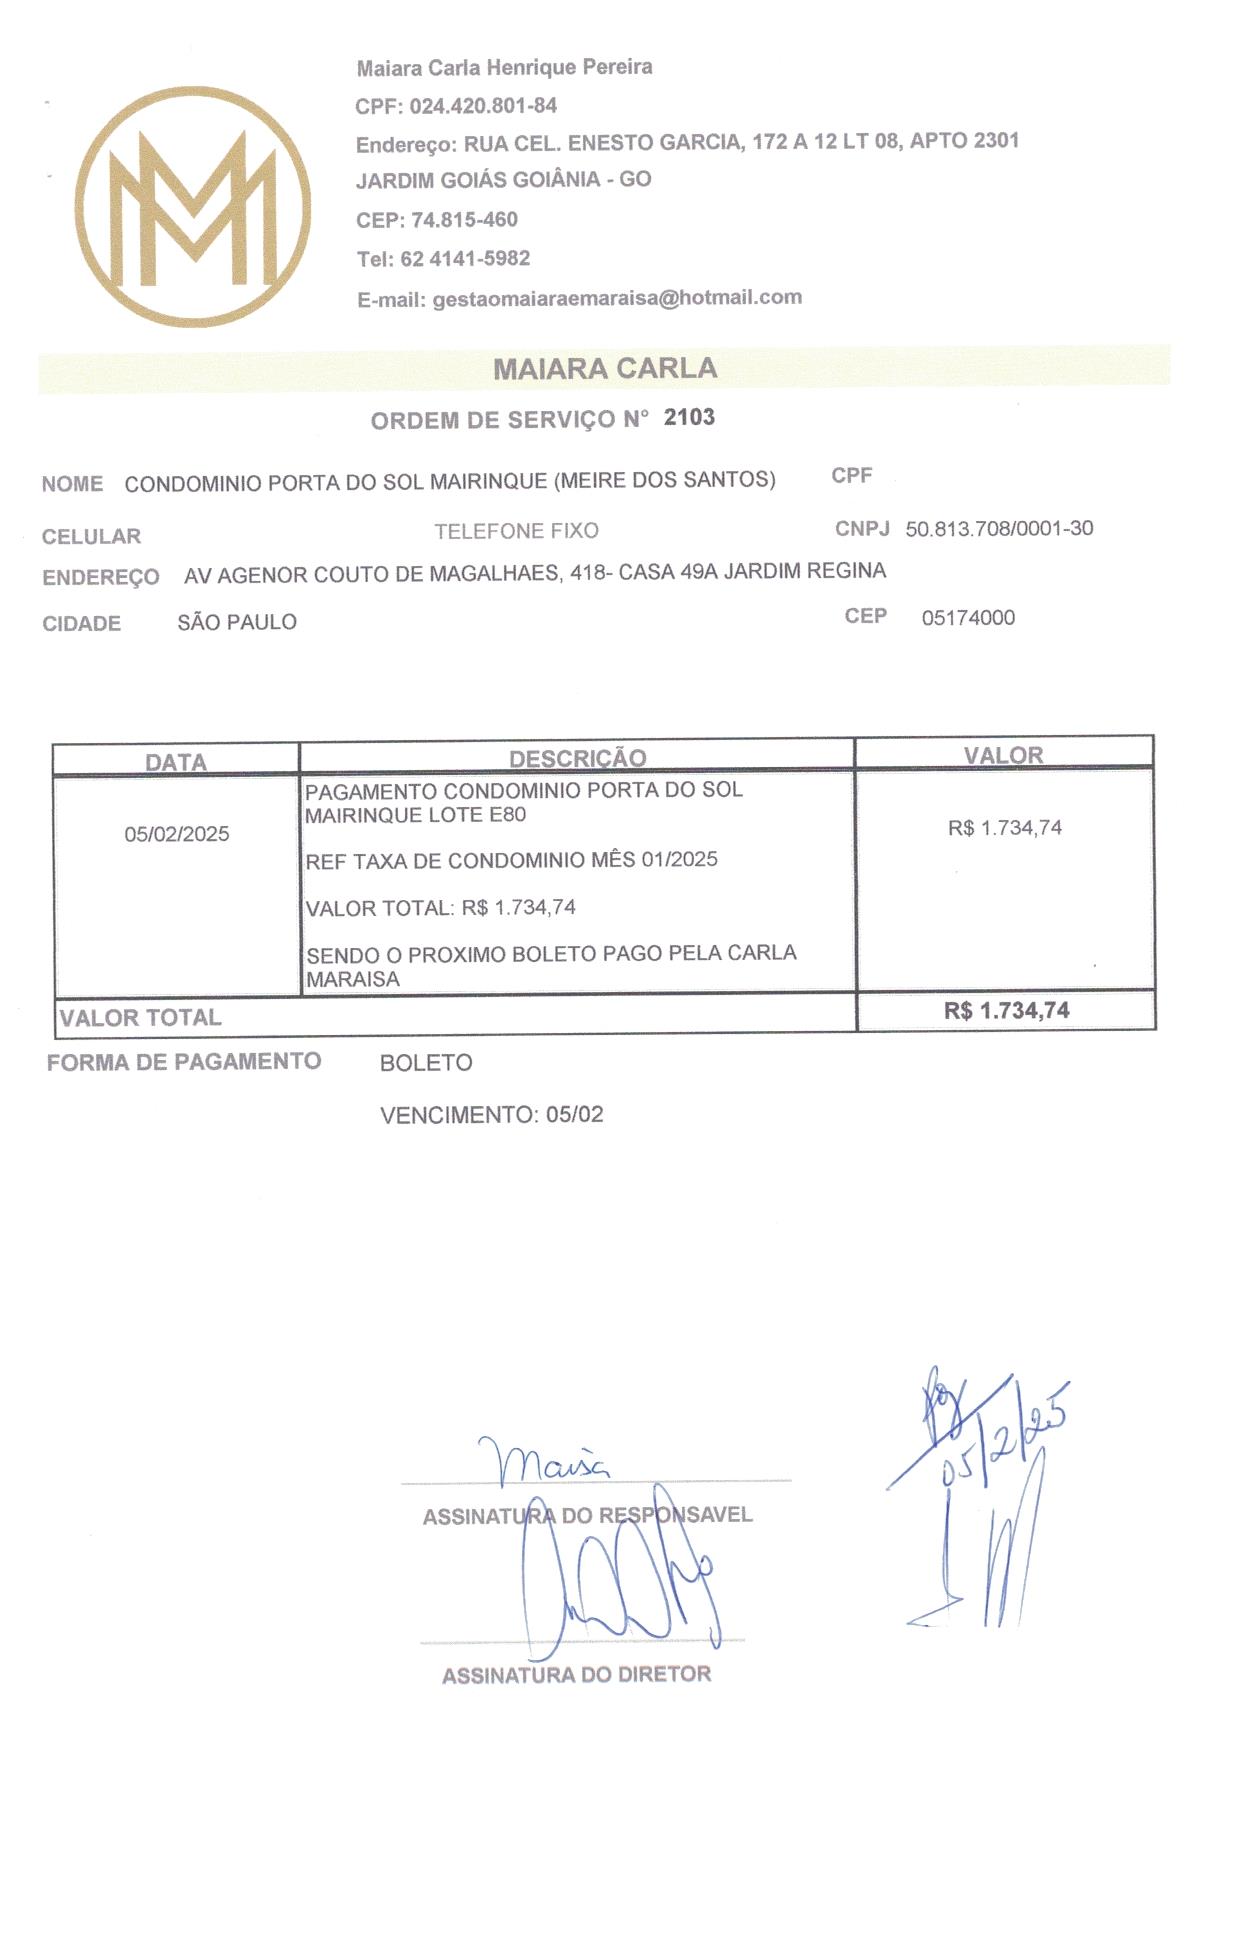 Maiara Carla Henrique Pereira
CPF: 024.420.801-84
Endereço: RUA CEL. ENESTO GARCIA, 172 A 12 LT 08, APTO 2301
JARDIM GOIÁS GOIÂNIA - GO
CEP: 74.815-460
Tel: 62 4141-5982
E-mail: gestaomaiaraemaraisa@hotmail.com
MAIARA CARLA
ORDEM DE SERVIÇO N° 2103
NOME CONDOMINIO PORTA DO SOL MAIRINQUE (MEIRE DOS SANTOS) CPF
CELULAR TELEFONE FIXO CNPJ 50.813.708/0001-30
ENDEREÇO AV AGENOR COUTO DE MAGALHAES, 418- CASA 49A JARDIM REGINA
CIDADE SÃO PAULO CEP 05174000
DATA DESCRIÇÃO VALOR
PAGAMENTO CONDOMINIO PORTA DO SOL
MAIRINQUE LOTE E80
05/02/2025 R$ 1.734,74
REF TAXA DE CONDOMINIO MÊS 01/2025
VALOR TOTAL: R$ 1.734,74
SENDO O PROXIMO BOLETO PAGO PELA CARLA
MARAISA
VALOR TOTAL R$ 1.734,74
FORMA DE PAGAMENTO BOLETO
VENCIMENTO: 05/02
05/2/25
Maisa
ASSINATURA DO RESPONSAVEL
ASSINATURA DO DIRETOR